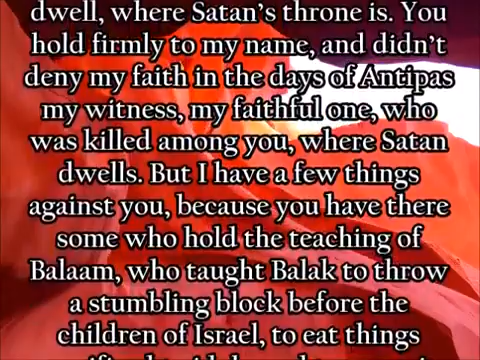 dwell, where Satan's throne is. You
hold firmly to my name, and didn't
deny my faith in the days of Antipas
my witness, my faithful one, who
was killed among you, where Satan
dwells. But I have a few things
against you, because you have there
some who hold the teaching of
Balaam, who taught Balak to throw
a stumbling block before the
children of Israel, to eat things